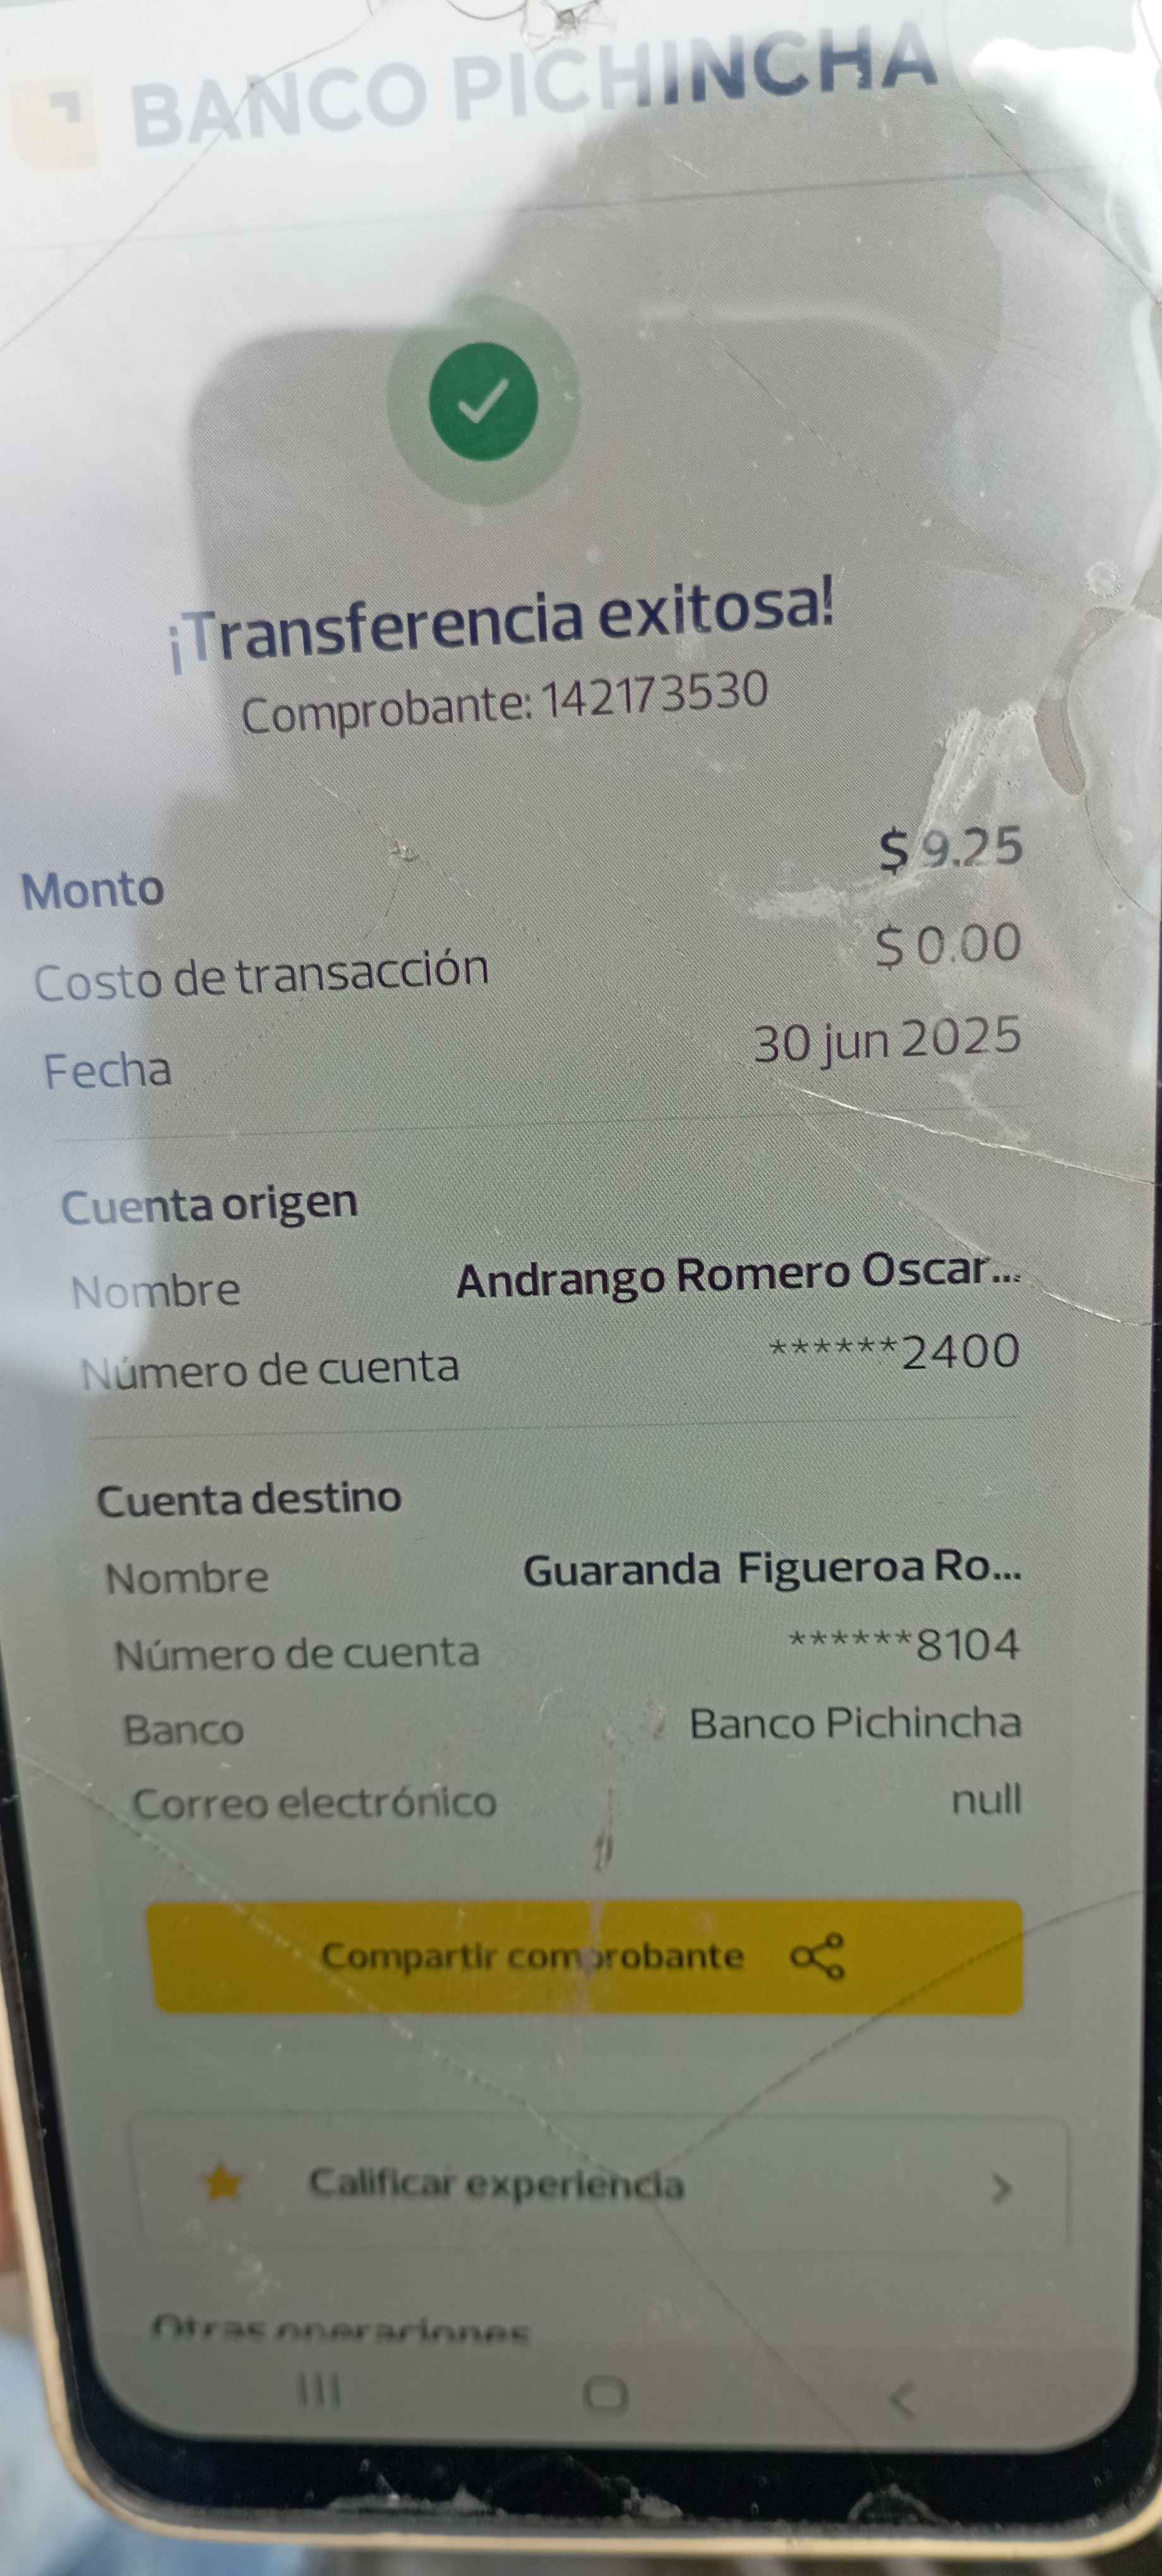 BANCO PICHINCHA
¡Transferencia exitosa!
Comprobante: 142173530
Monto $ 9.25
Costo de transacción $ 0.00
Fecha 30 jun 2025
Cuenta origen
Nombre Andrango Romero Oscar...
Número de cuenta ******2400
Cuenta destino
Nombre Guaranda Figueroa Ro...
Número de cuenta ******8104
Banco Banco Pichincha
Correo electrónico null
Compartir comprobante
Calificar experiencia
Otras operaciones